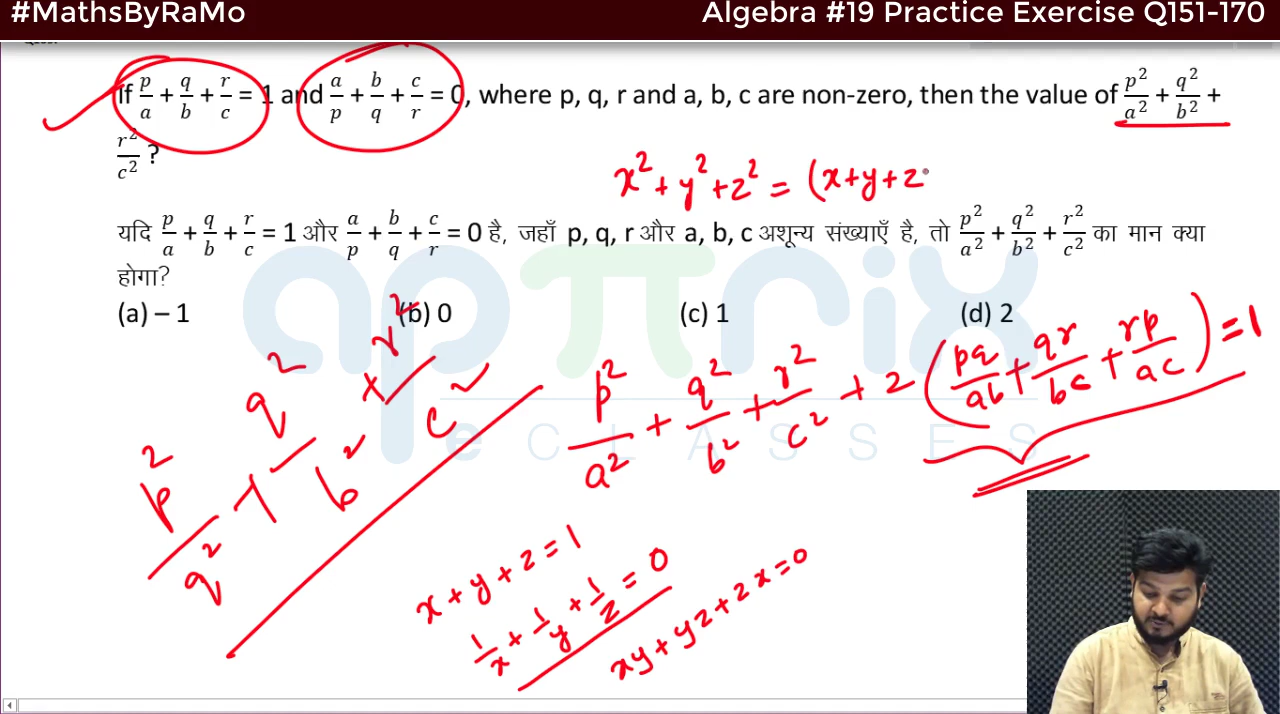 #MathsByRaMo Algebra #19 Practice Exercise Q151-170
If p/a + q/b + r/c = 1 and a/p + b/q + c/r = 0, where p, q, r and a, b, c are non-zero, then the value of p²/a² + q²/b² +
r²/c² ?
x² + y² + z² = (x+y+z
यदि p/a + q/b + r/c = 1 और a/p + b/q + c/r = 0 है, जहाँ p, q, r और a, b, c अशून्य संख्याएँ है, तो p²/a² + q²/b² + r²/c² का मान क्या
होगा?
(a) – 1 (b) 0 (c) 1 (d) 2
p²/q² + q²/b² + r²/c²
p²/a² + q²/b² + r²/c² + 2 (pq/ab + qr/bc + rp/ac) = 1
apπrix
eCLASSES
x + y + z = 1
1/x + 1/y + 1/z = 0
xy + yz + zx = 0